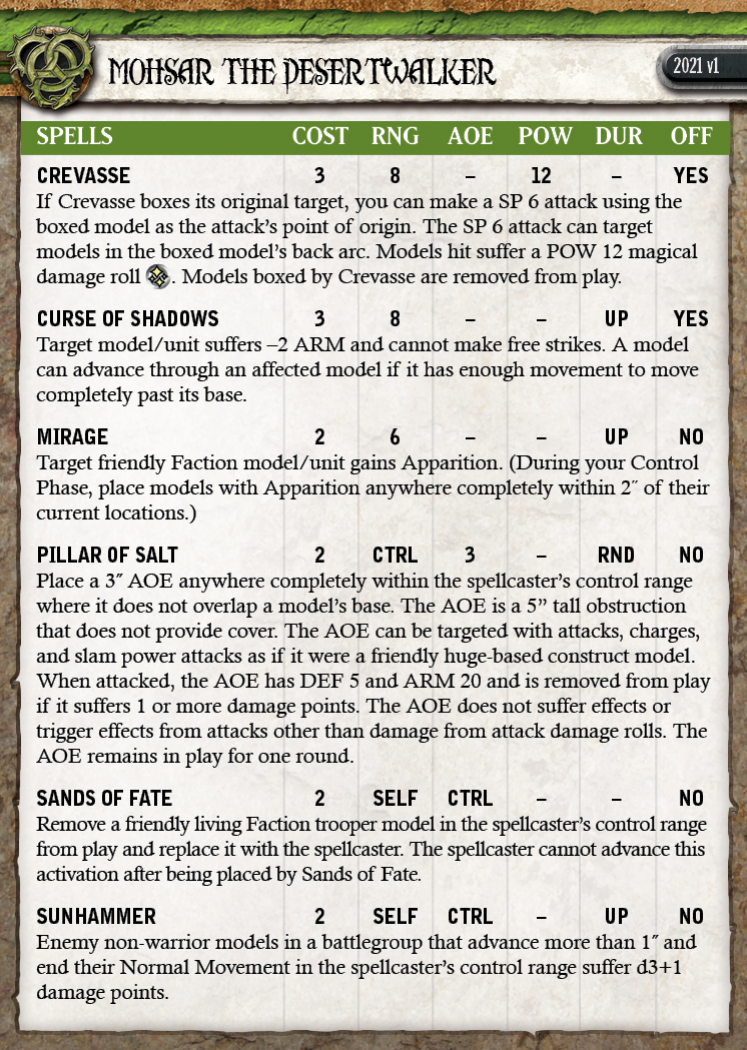 MOHSAR THE DESERTWALKER
2021 v1
SPELLS COST RNG AOE POW DUR OFF
CREVASSE 3 8 – 12 – YES
If Crevasse boxes its original target, you can make a SP 6 attack using the
boxed model as the attack’s point of origin. The SP 6 attack can target
models in the boxed model’s back arc. Models hit suffer a POW 12 magical
damage roll . Models boxed by Crevasse are removed from play.
CURSE OF SHADOWS 3 8 – – UP YES
Target model/unit suffers –2 ARM and cannot make free strikes. A model
can advance through an affected model if it has enough movement to move
completely past its base.
MIRAGE 2 6 – – UP NO
Target friendly Faction model/unit gains Apparition. (During your Control
Phase, place models with Apparition anywhere completely within 2˝ of their
current locations.)
PILLAR OF SALT 2 CTRL 3 – RND NO
Place a 3˝ AOE anywhere completely within the spellcaster’s control range
where it does not overlap a model’s base. The AOE is a 5” tall obstruction
that does not provide cover. The AOE can be targeted with attacks, charges,
and slam power attacks as if it were a friendly huge-based construct model.
When attacked, the AOE has DEF 5 and ARM 20 and is removed from play
if it suffers 1 or more damage points. The AOE does not suffer effects or
trigger effects from attacks other than damage from attack damage rolls. The
AOE remains in play for one round.
SANDS OF FATE 2 SELF CTRL – – NO
Remove a friendly living Faction trooper model in the spellcaster’s control range
from play and replace it with the spellcaster. The spellcaster cannot advance this
activation after being placed by Sands of Fate.
SUNHAMMER 2 SELF CTRL – UP NO
Enemy non-warrior models in a battlegroup that advance more than 1˝ and
end their Normal Movement in the spellcaster’s control range suffer d3+1
damage points.